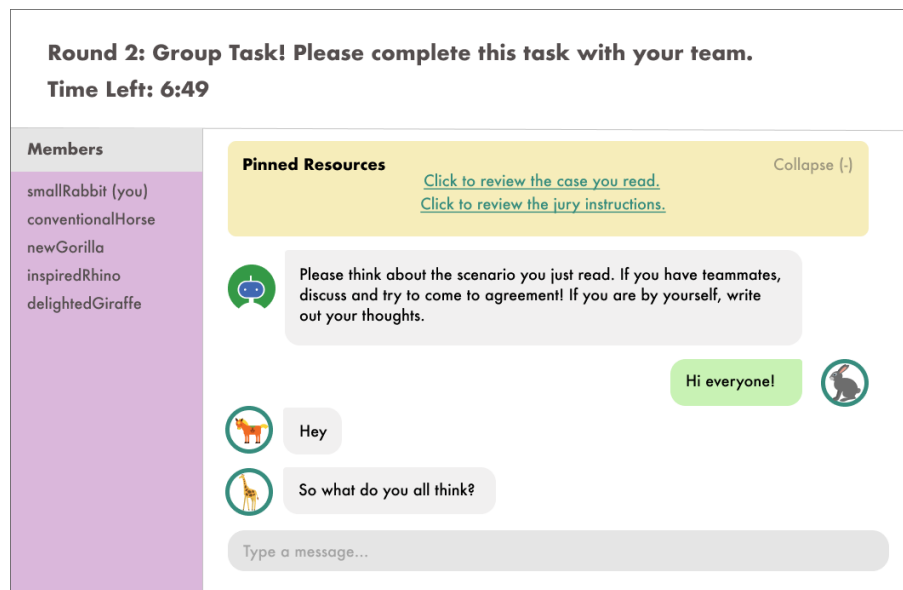 Round 2: Group Task! Please complete this task with your team.
Time Left: 6:49
Members
smallRabbit (you)
conventionalHorse
newGorilla
inspiredRhino
delightedGiraffe
Pinned Resources
Collapse (-)
Click to review the case you read.
Click to review the jury instructions.
Please think about the scenario you just read. If you have teammates,
discuss and try to come to agreement! If you are by yourself, write
out your thoughts.
Hi everyone!
Hey
So what do you all think?
Type a message...